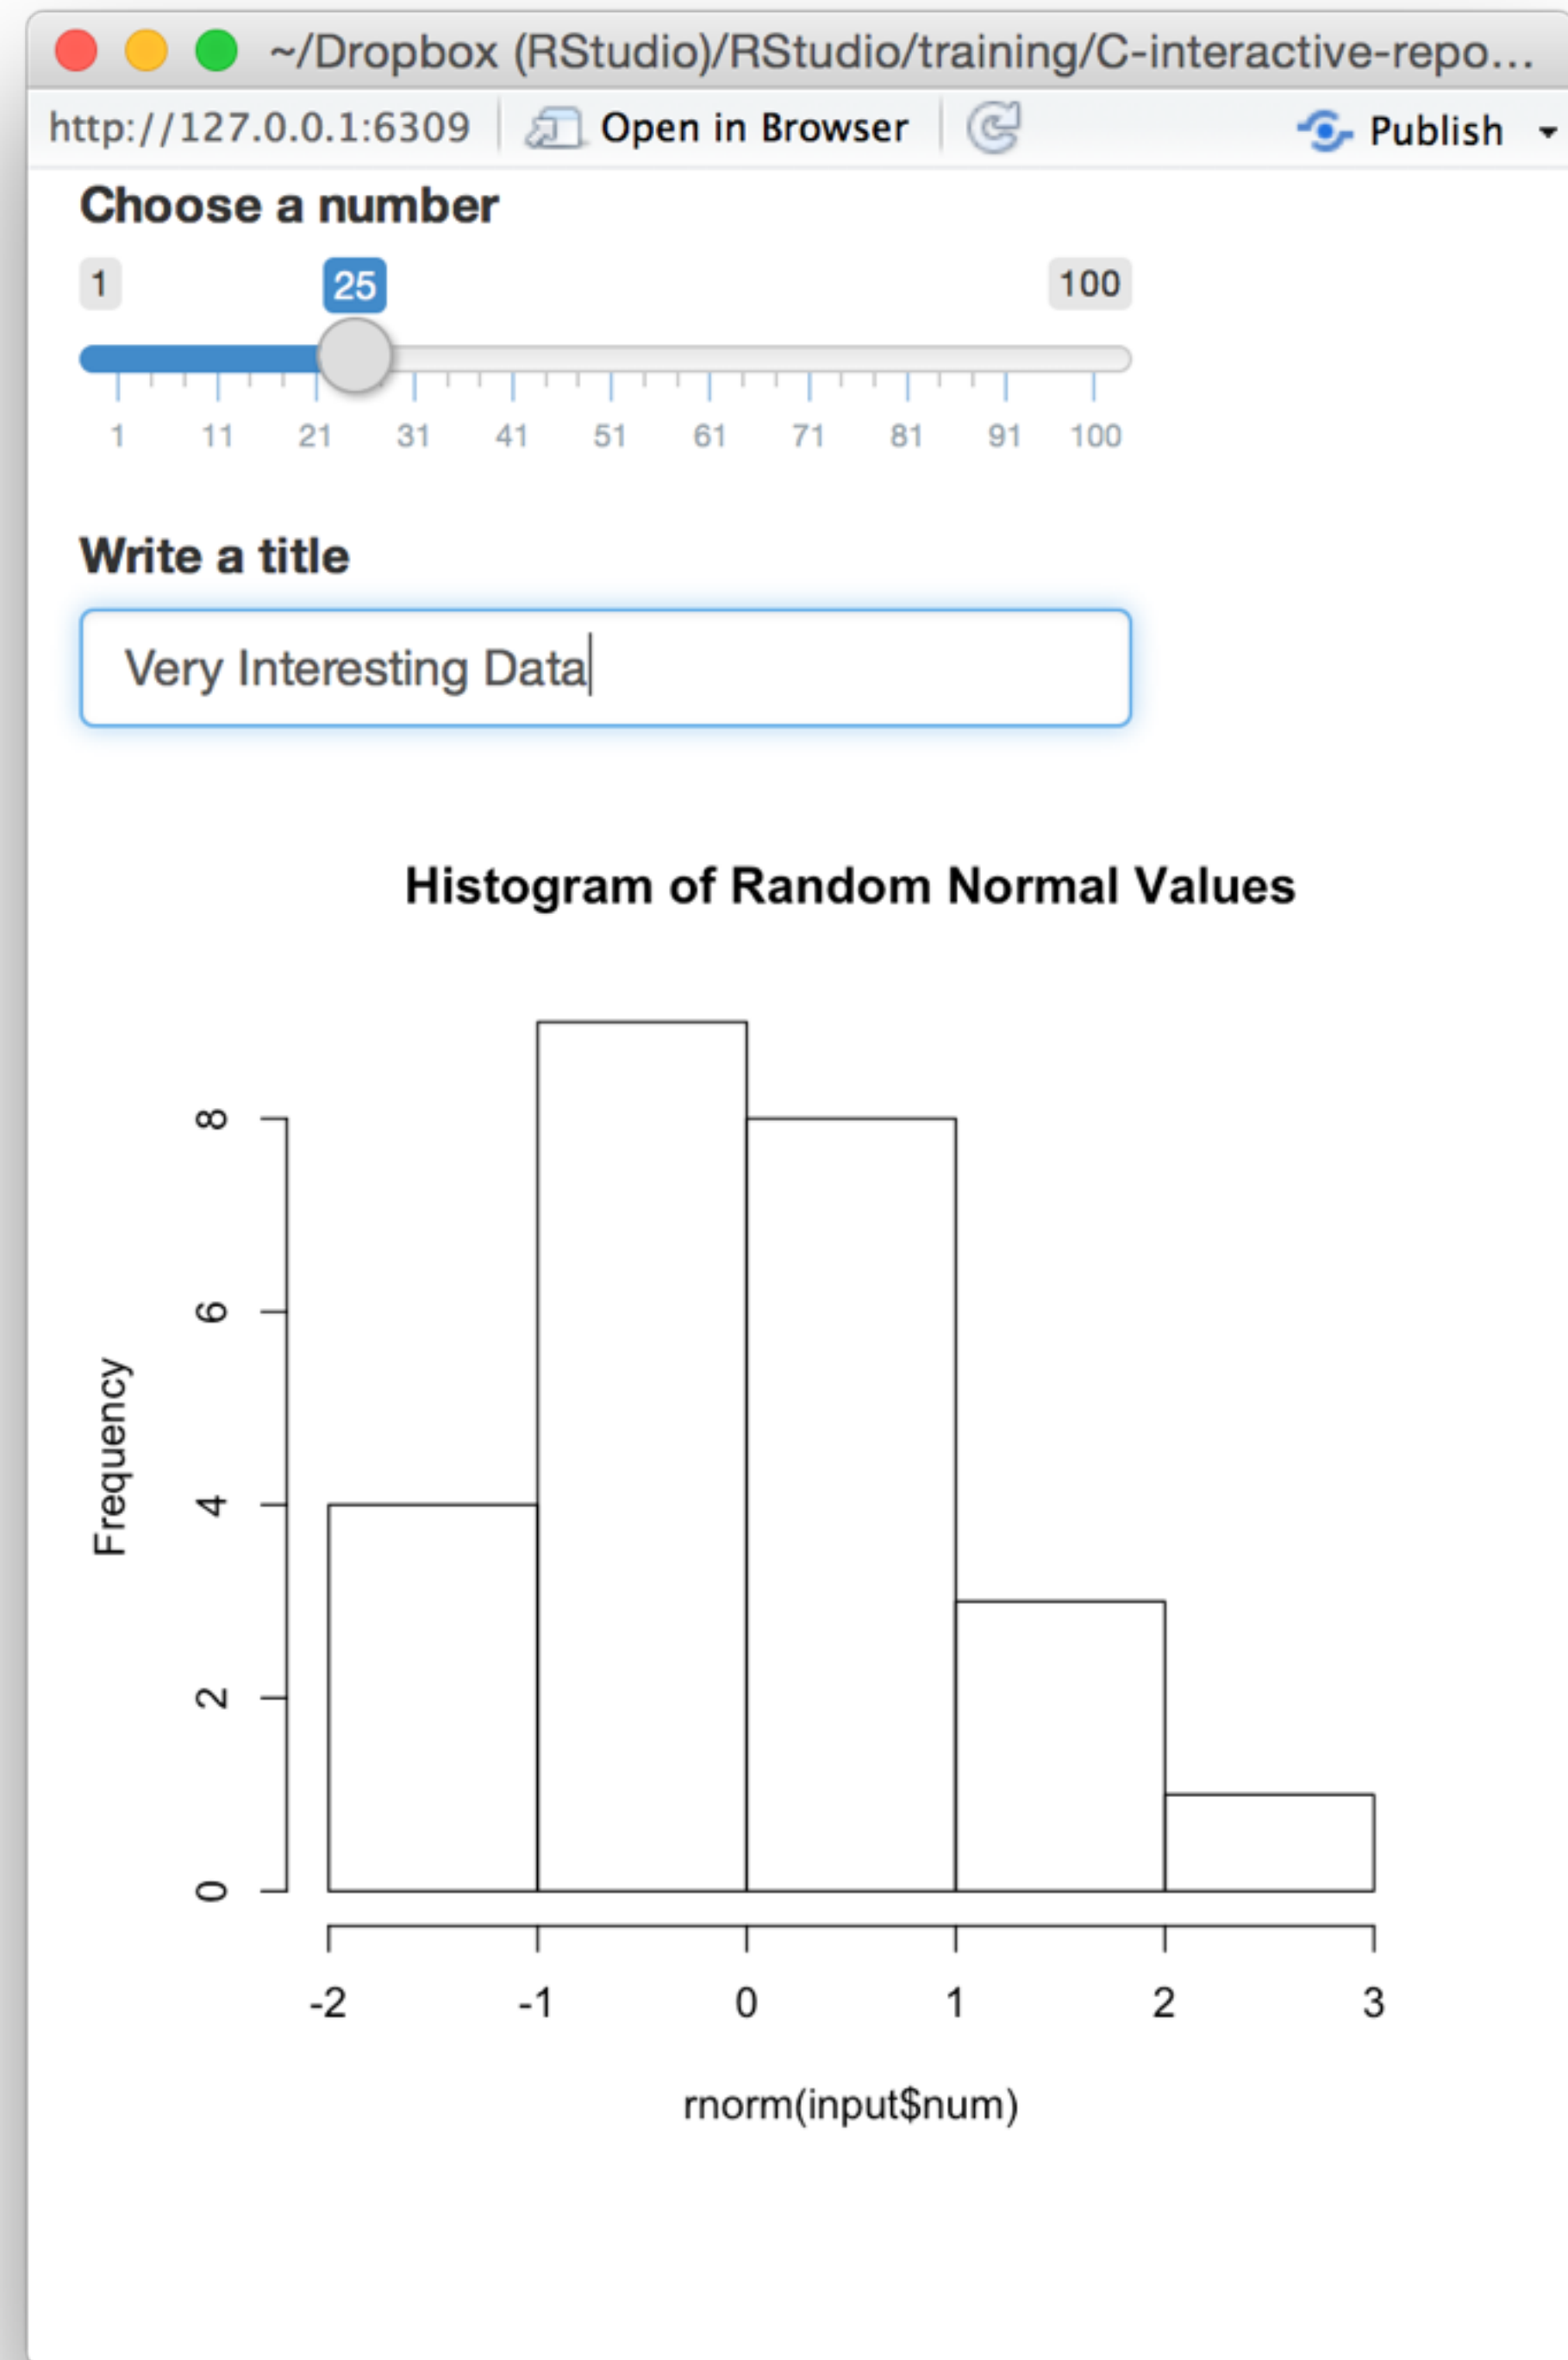 ~/Dropbox (RStudio)/RStudio/training/C-interactive-repo...
http://127.0.0.1:6309 Open in Browser Publish
Choose a number
1 25 100
1 11 21 31 41 51 61 71 81 91 100
Write a title
Very Interesting Data
Histogram of Random Normal Values
8
6
4
2
0
Frequency
-2 -1 0 1 2 3
rnorm(input$num)